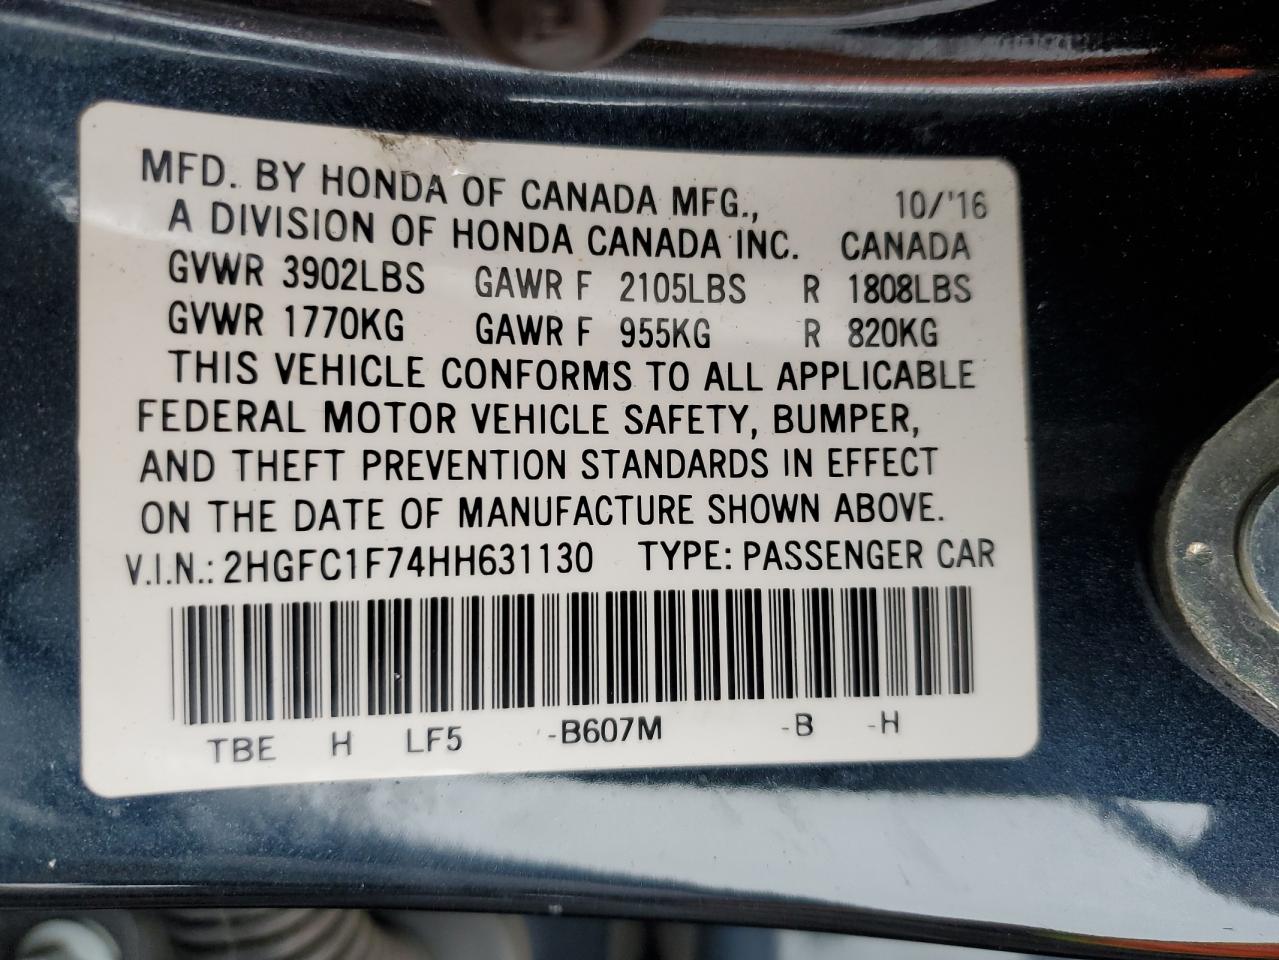 MFD. BY HONDA OF CANADA MFG., 10/'16
A DIVISION OF HONDA CANADA INC. CANADA
GVWR 3902LBS GAWR F 2105LBS R 1808LBS
GVWR 1770KG GAWR F 955KG R 820KG
THIS VEHICLE CONFORMS TO ALL APPLICABLE
FEDERAL MOTOR VEHICLE SAFETY, BUMPER,
AND THEFT PREVENTION STANDARDS IN EFFECT
ON THE DATE OF MANUFACTURE SHOWN ABOVE.
V.I.N.: 2HGFC1F74HH631130 TYPE: PASSENGER CAR
TBE H LF5 -B607M -B -H